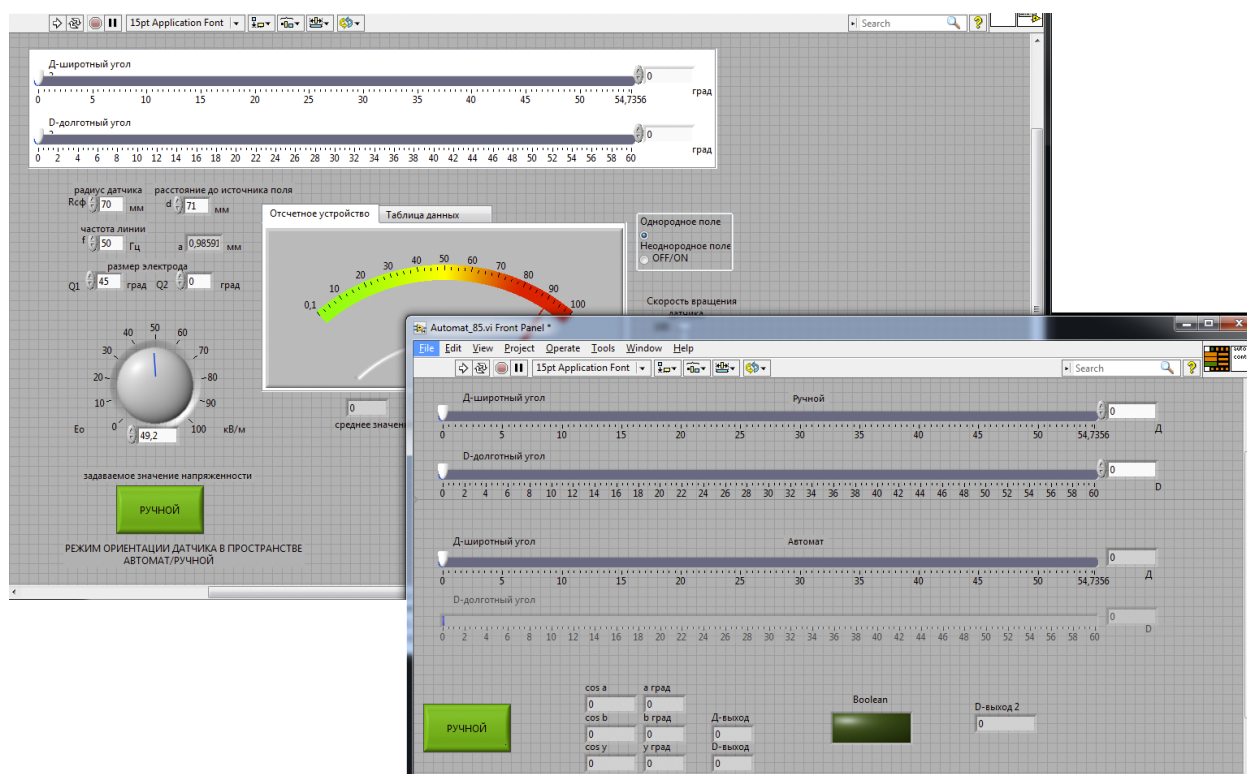 15pt Application Font
Search
Д-широтный угол
0
град
0 5 10 15 20 25 30 35 40 45 50 54,7356
D-долготный угол
0
град
0 2 4 6 8 10 12 14 16 18 20 22 24 26 28 30 32 34 36 38 40 42 44 46 48 50 52 54 56 58 60
радиус датчика расстояние до источника поля
Rсф 70 мм d 71 мм
частота линии
f 50 Гц a 0,98591 мм
размер электрода
Q1 45 град Q2 0 град
Отсчетное устройство Таблица данных
0,1 10 20 30 40 50 60 70 80 90 100
Однородное поле
Неоднородное поле
OFF/ON
Скорость вращения
датчика
0 10 20 30 40 50 60 70 80 90 100
Eo 49,2 кВ/м
0
среднее значен
задаваемое значение напряженности
РУЧНОЙ
РЕЖИМ ОРИЕНТАЦИИ ДАТЧИКА В ПРОСТРАНСТВЕ
АВТОМАТ/РУЧНОЙ
Automat_85.vi Front Panel *
File Edit View Project Operate Tools Window Help
15pt Application Font
Search
Д-широтный угол Ручной
0
0 5 10 15 20 25 30 35 40 45 50 54,7356 Д
D-долготный угол
0
0 2 4 6 8 10 12 14 16 18 20 22 24 26 28 30 32 34 36 38 40 42 44 46 48 50 52 54 56 58 60 D
Д-широтный угол Автомат
0
0 5 10 15 20 25 30 35 40 45 50 54,7356 Д
D-долготный угол
0
0 2 4 6 8 10 12 14 16 18 20 22 24 26 28 30 32 34 36 38 40 42 44 46 48 50 52 54 56 58 60 D
cos a a град
0 0
cos b b град Д-выход
0 0 0
cos y y град D-выход
0 0 0
РУЧНОЙ
Boolean
D-выход 2
0